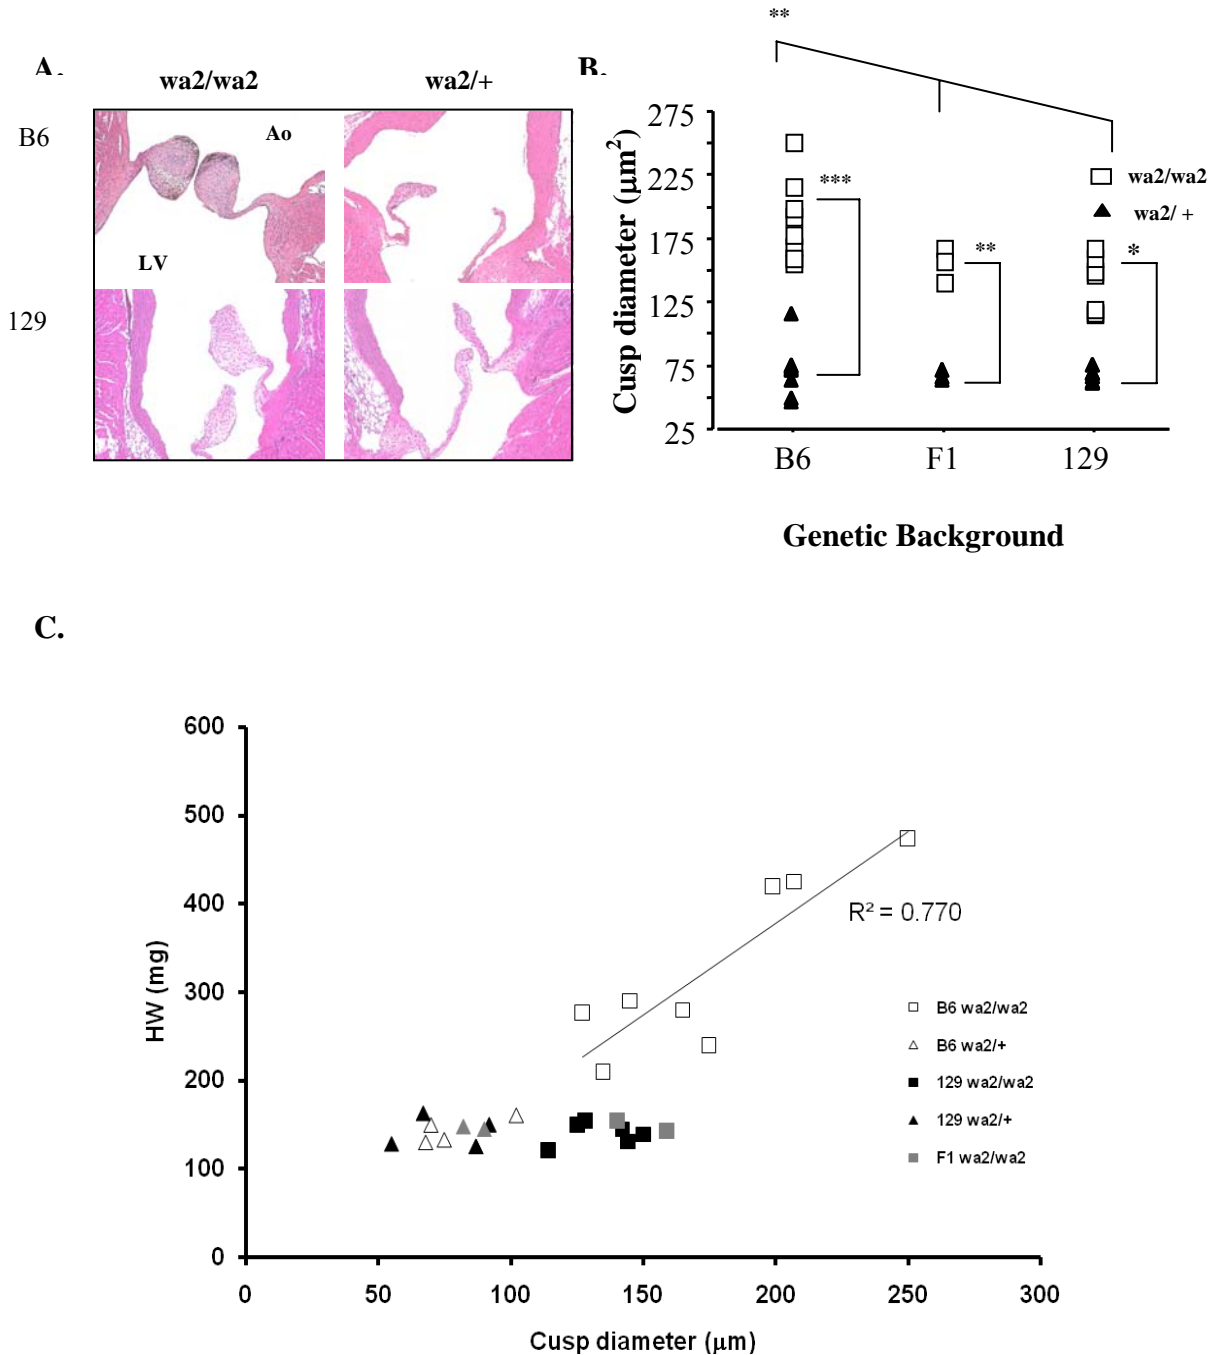 A.
wa2/wa2
wa2/+
B6
129
Ao
LV
B.
**
Cusp diameter (μm²)
275
225
175
125
75
25
***
**
*
wa2/wa2
wa2/ +
B6
F1
129
Genetic Background
C.
HW (mg)
600
500
400
300
200
100
0
R² = 0.770
B6 wa2/wa2
B6 wa2/+
129 wa2/wa2
129 wa2/+
F1 wa2/wa2
0
50
100
150
200
250
300
Cusp diameter (μm)